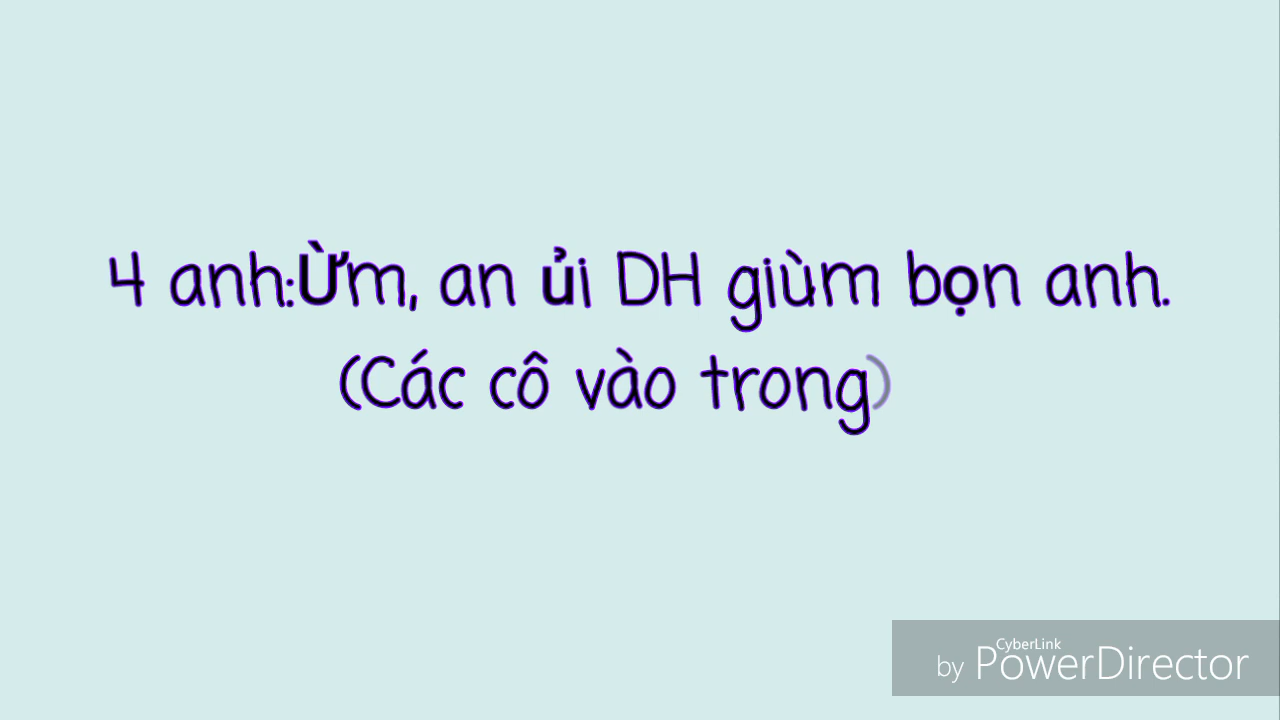 4 anh:Ừm, an ủi DH giùm bọn anh.
(Các cô vào trong)
CyberLink
by PowerDirector